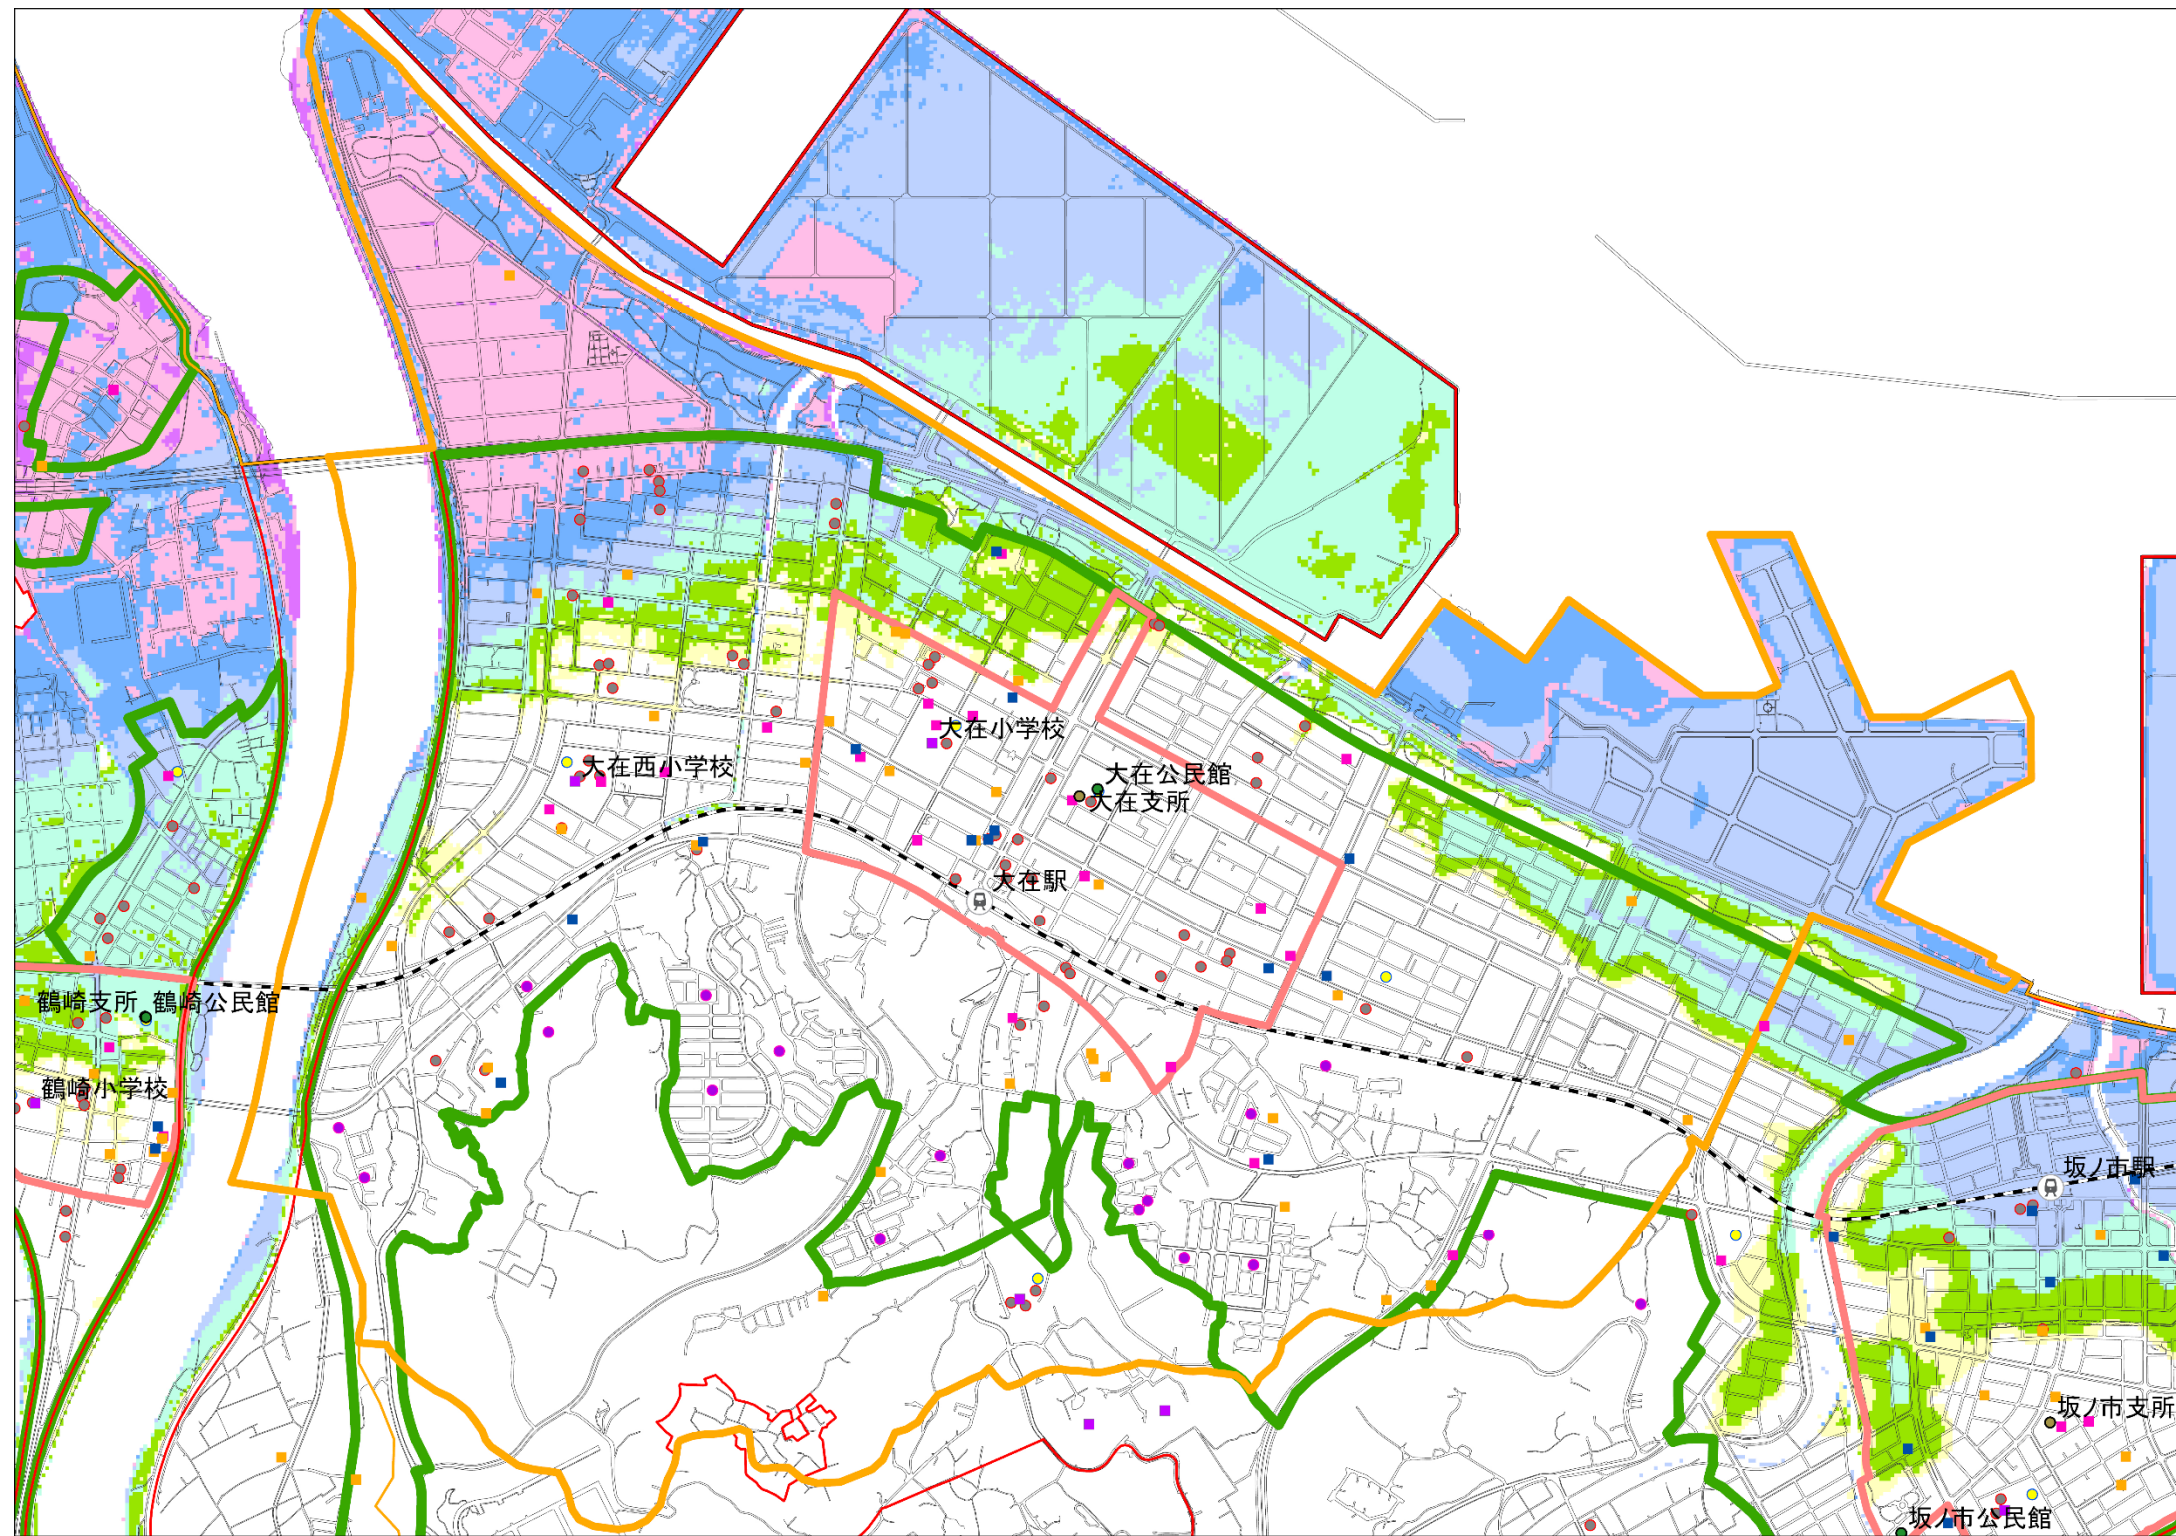 大在小学校
大在西小学校
大在公民館
大在支所
大在駅
鶴崎支所
鶴崎公民館
鶴崎小学校
坂ノ市駅
坂ノ市支所
坂ノ市公民館